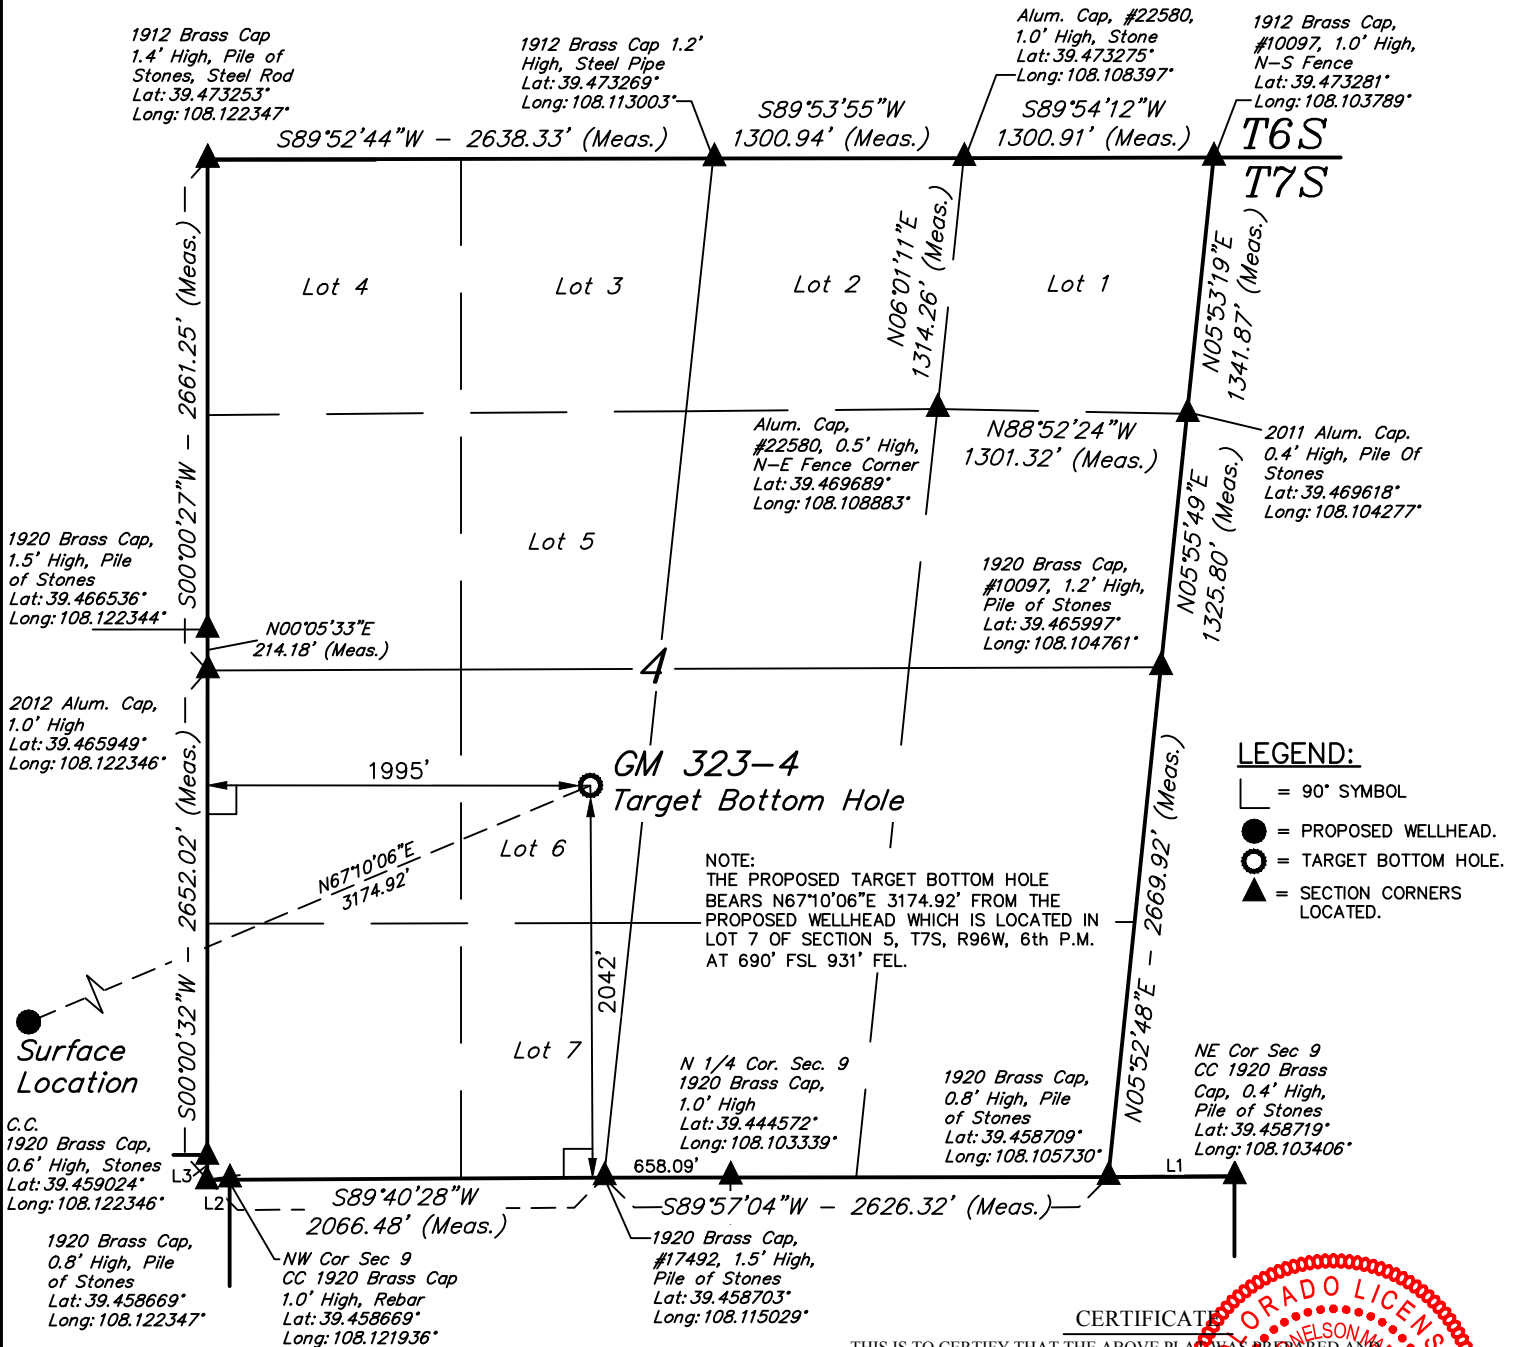 1912 Brass Cap
1.4' High, Pile of
Stones, Steel Rod
Lat: 39.473253°
Long: 108.122347°
1912 Brass Cap 1.2'
High, Steel Pipe
Lat: 39.473269°
Long: 108.113003°
Alum. Cap, #22580,
1.0' High, Stone
Lat: 39.473275°
Long: 108.108397°
1912 Brass Cap,
#10097, 1.0' High,
N-S Fence
Lat: 39.473281°
Long: 108.103789°
S89°52'44"W - 2638.33' (Meas.)
S89°53'55"W
1300.94' (Meas.)
S89°54'12"W
1300.91' (Meas.)
T6S
T7S
S00°00'27"W - 2661.25' (Meas.)
Lot 4
Lot 3
Lot 2
Lot 1
N06°01'11"E
1314.26' (Meas.)
N05°53'19"E
1341.87' (Meas.)
Alum. Cap,
#22580, 0.5' High,
N-E Fence Corner
Lat: 39.469689°
Long: 108.108883°
N88°52'24"W
1301.32' (Meas.)
2011 Alum. Cap.
0.4' High, Pile Of
Stones
Lat: 39.469618°
Long: 108.104277°
N05°55'49"E
1325.80' (Meas.)
1920 Brass Cap,
1.5' High, Pile
of Stones
Lat: 39.466536°
Long: 108.122344°
Lot 5
1920 Brass Cap,
#10097, 1.2' High,
Pile of Stones
Lat: 39.465997°
Long: 108.104761°
N00°05'33"E
214.18' (Meas.)
4
2012 Alum. Cap,
1.0' High
Lat: 39.465949°
Long: 108.122346°
S00°00'32"W - 2652.02' (Meas.)
1995'
GM 323-4
Target Bottom Hole
LEGEND:
= 90° SYMBOL
= PROPOSED WELLHEAD.
= TARGET BOTTOM HOLE.
= SECTION CORNERS
LOCATED.
N67°10'06"E
3174.92'
Lot 6
NOTE:
THE PROPOSED TARGET BOTTOM HOLE
BEARS N67°10'06"E 3174.92' FROM THE
PROPOSED WELLHEAD WHICH IS LOCATED IN
LOT 7 OF SECTION 5, T7S, R96W, 6th P.M.
AT 690' FSL 931' FEL.
N05°52'48"E - 2669.92' (Meas.)
2042'
Surface
Location
Lot 7
N 1/4 Cor. Sec. 9
1920 Brass Cap,
1.0' High
Lat: 39.444572°
Long: 108.103339°
1920 Brass Cap,
0.8' High, Pile
of Stones
Lat: 39.458709°
Long: 108.105730°
NE Cor Sec 9
CC 1920 Brass
Cap, 0.4' High,
Pile of Stones
Lat: 39.458719°
Long: 108.103406°
C.C.
1920 Brass Cap,
0.6' High, Stones
Lat: 39.459024°
Long: 108.122346°
L3
L2
658.09'
L1
S89°40'28"W
2066.48' (Meas.)
S89°57'04"W - 2626.32' (Meas.)
1920 Brass Cap,
0.8' High, Pile
of Stones
Lat: 39.458669°
Long: 108.122347°
NW Cor Sec 9
CC 1920 Brass Cap
1.0' High, Rebar
Lat: 39.458669°
Long: 108.121936°
1920 Brass Cap,
#17492, 1.5' High,
Pile of Stones
Lat: 39.458703°
Long: 108.115029°
CERTIFICATE
THIS IS TO CERTIFY THAT THE ABOVE PLAT WAS PREPARED AND
ORADO LICENS
NELSON MA